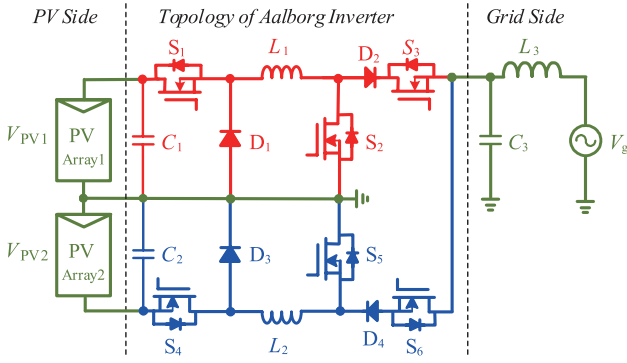 PV Side
Topology of Aalborg Inverter
Grid Side
S1
L1
D2
S3
L3
VPV1
PV
Array1
C1
D1
S2
C3
Vg
VPV2
PV
Array2
C2
D3
S5
S4
L2
D4
S6